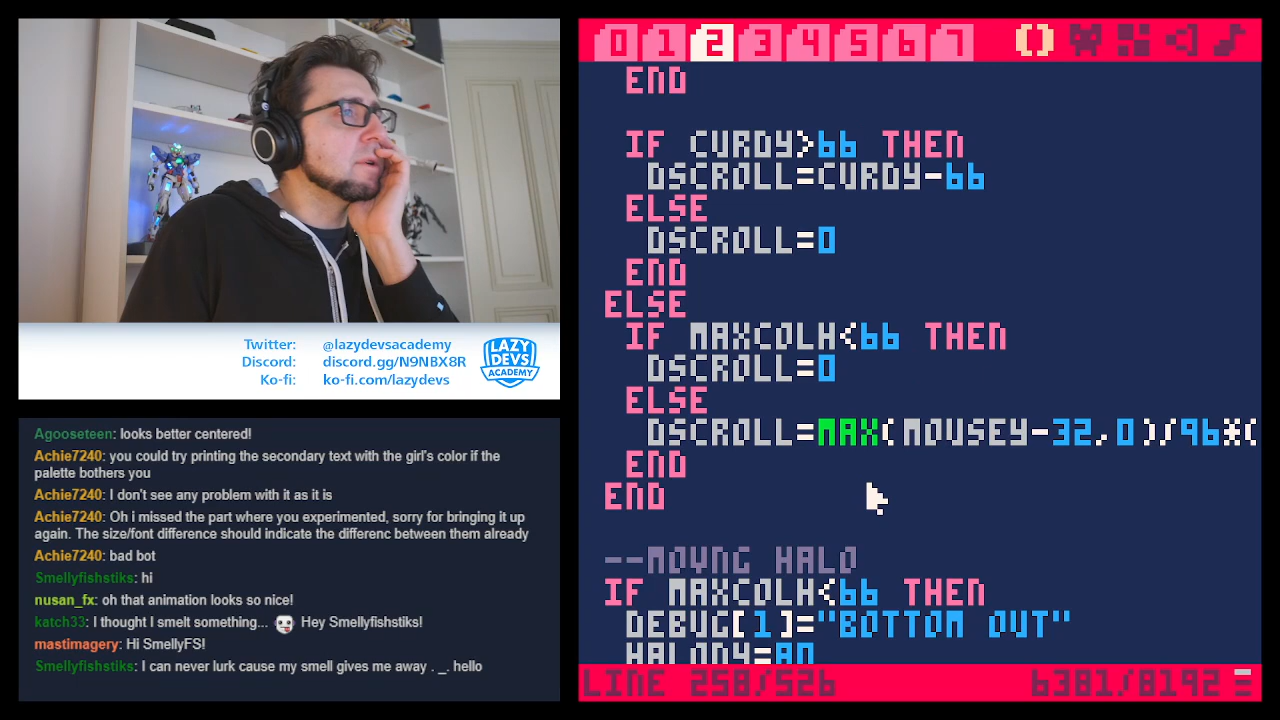 Twitter: @lazydevsacademy
Discord: discord.gg/N9NBX8R
Ko-fi: ko-fi.com/lazydevs
LAZY
DEVS
ACADEMY
Agooseteen: looks better centered!
Achie7240: you could try printing the secondary text with the girl's color if the
palette bothers you
Achie7240: I don't see any problem with it as it is
Achie7240: Oh i missed the part where you experimented, sorry for bringing it up
again. The size/font difference should indicate the differenc between them already
Achie7240: bad bot
Smellyfishstiks: hi
nusan_fx: oh that animation looks so nice!
katch33: I thought I smelt something... Hey Smellyfishstiks!
mastimagery: Hi SmellyFS!
Smellyfishstiks: I can never lurk cause my smell gives me away . _. hello
0 1 2 3 4 5 6 7 ()
END
IF CURDY>66 THEN
DSCROLL=CURDY-66
ELSE
DSCROLL=0
END
ELSE
IF MAXCOLH<66 THEN
DSCROLL=0
ELSE
DSCROLL=MAX(MOUSEY-32,0)/96*(
END
END
--MOVNG HALO
IF MAXCOLH<66 THEN
DEBUG[1]="BOTTOM OUT"
LINE 258/526 6381/8192